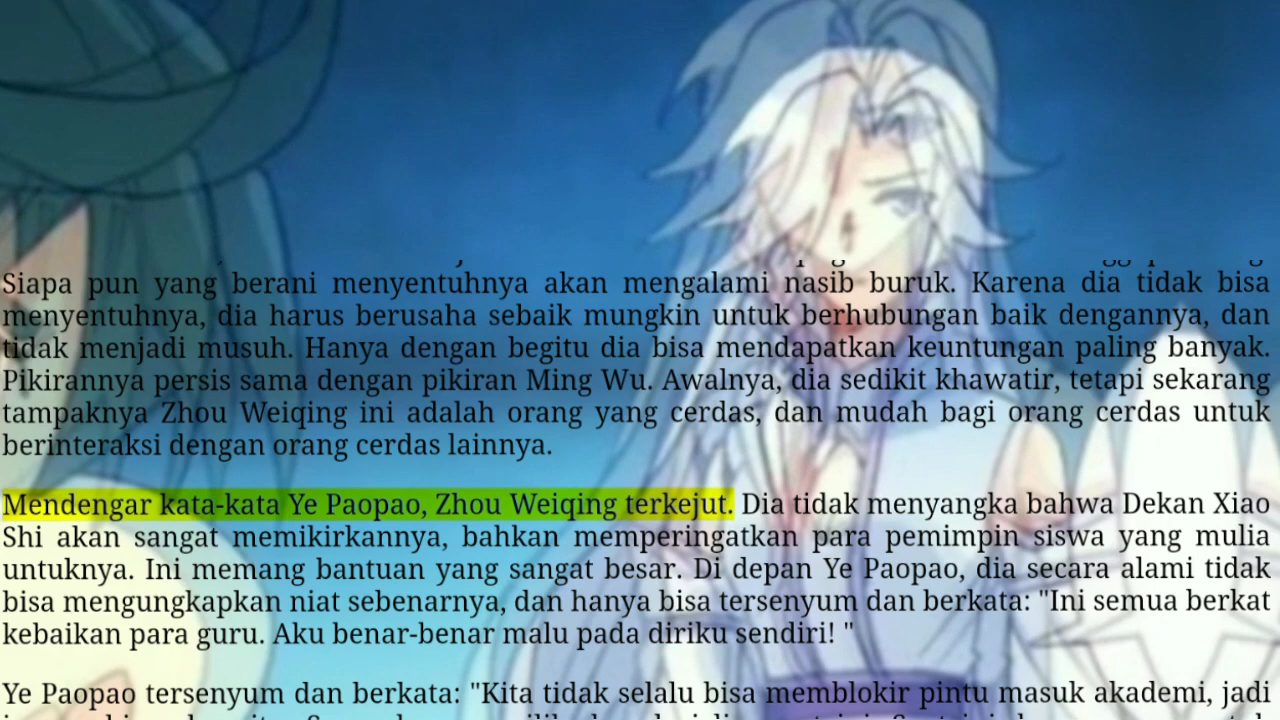 Siapa pun yang berani menyentuhnya akan mengalami nasib buruk. Karena dia tidak bisa
menyentuhnya, dia harus berusaha sebaik mungkin untuk berhubungan baik dengannya, dan
tidak menjadi musuh. Hanya dengan begitu dia bisa mendapatkan keuntungan paling banyak.
Pikirannya persis sama dengan pikiran Ming Wu. Awalnya, dia sedikit khawatir, tetapi sekarang
tampaknya Zhou Weiqing ini adalah orang yang cerdas, dan mudah bagi orang cerdas untuk
berinteraksi dengan orang cerdas lainnya.
Mendengar kata-kata Ye Paopao, Zhou Weiqing terkejut. Dia tidak menyangka bahwa Dekan Xiao
Shi akan sangat memikirkannya, bahkan memperingatkan para pemimpin siswa yang mulia
untuknya. Ini memang bantuan yang sangat besar. Di depan Ye Paopao, dia secara alami tidak
bisa mengungkapkan niat sebenarnya, dan hanya bisa tersenyum dan berkata: "Ini semua berkat
kebaikan para guru. Aku benar-benar malu pada diriku sendiri! "
Ye Paopao tersenyum dan berkata: "Kita tidak selalu bisa memblokir pintu masuk akademi, jadi